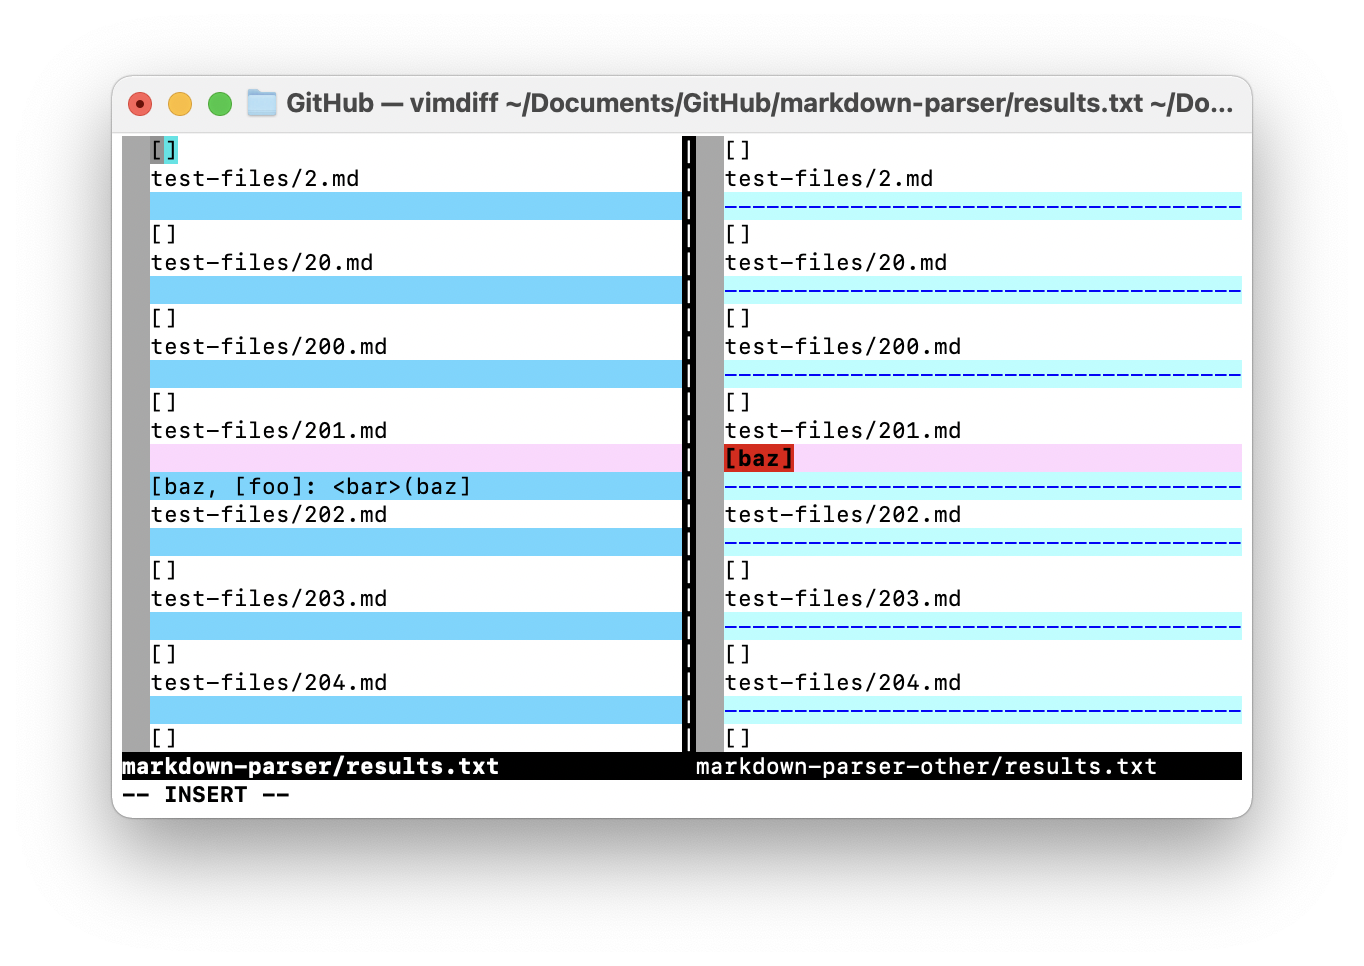 GitHub — vimdiff ~/Documents/GitHub/markdown-parser/results.txt ~/Do...
[]
test-files/2.md
[]
test-files/20.md
[]
test-files/200.md
[]
test-files/201.md
[baz, [foo]: <bar>(baz]
test-files/202.md
[]
test-files/203.md
[]
test-files/204.md
[]
markdown-parser/results.txt
-- INSERT --
[]
test-files/2.md
-------------------------------------
[]
test-files/20.md
-------------------------------------
[]
test-files/200.md
-------------------------------------
[]
test-files/201.md
[baz]
-------------------------------------
test-files/202.md
-------------------------------------
[]
test-files/203.md
-------------------------------------
[]
test-files/204.md
-------------------------------------
[]
markdown-parser-other/results.txt